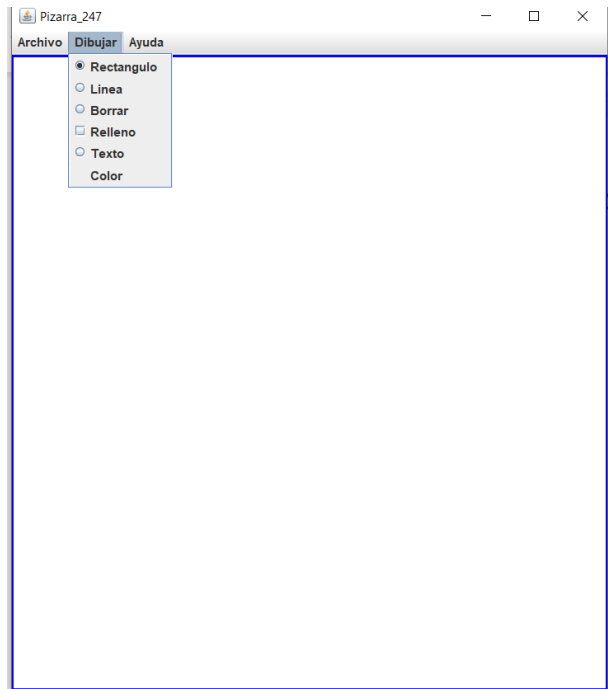 Pizarra_247
Archivo Dibujar Ayuda
Rectangulo
Linea
Borrar
Relleno
Texto
Color